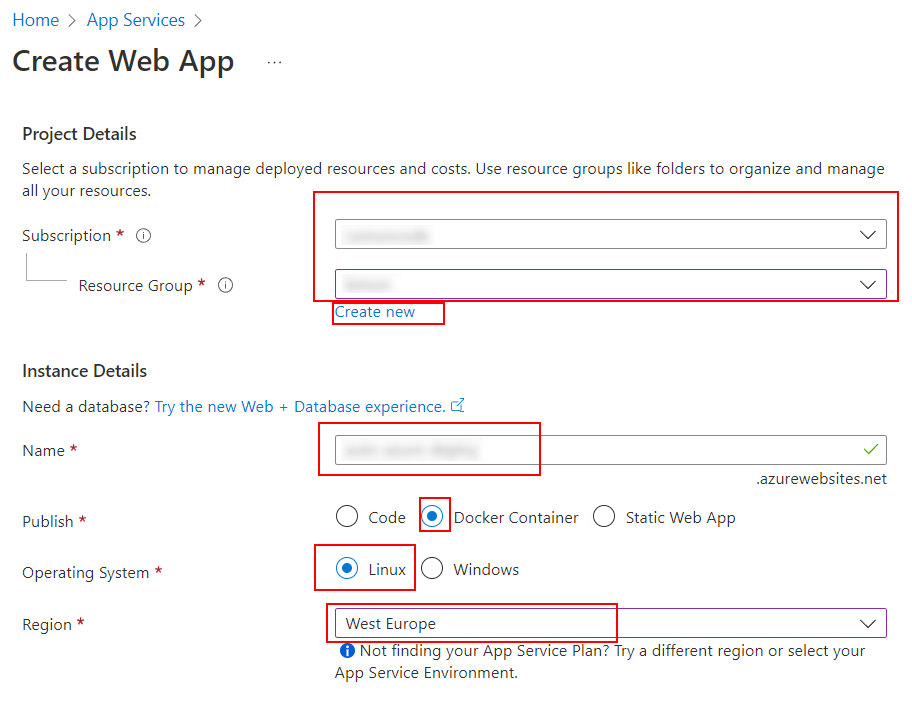 Home > App Services >
Create Web App ...
Project Details
Select a subscription to manage deployed resources and costs. Use resource groups like folders to organize and manage
all your resources.
Subscription *
Resource Group *
Create new
Instance Details
Need a database? Try the new Web + Database experience.
Name *
.azurewebsites.net
Publish * Code Docker Container Static Web App
Operating System * Linux Windows
Region * West Europe
Not finding your App Service Plan? Try a different region or select your
App Service Environment.